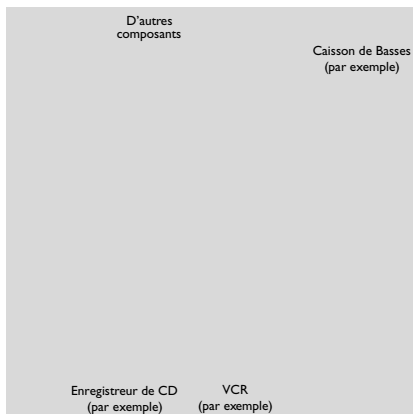 D'autres
composants
Caisson de Basses
(par exemple)
Enregistreur de CD
(par exemple)
VCR
(par exemple)